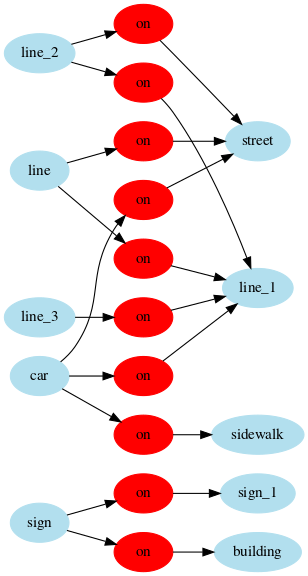 on
line_2
on
on
street
line
on
on
line_1
line_3
on
car
on
on
sidewalk
on
sign_1
sign
on
building